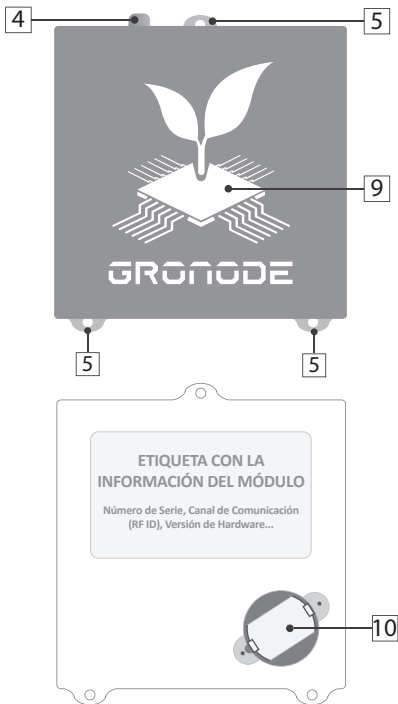 4
5
9
GRONODE
5
5
ETIQUETA CON LA
INFORMACIÓN DEL MÓDULO
Número de Serie, Canal de Comunicación
(RF ID), Versión de Hardware...
10